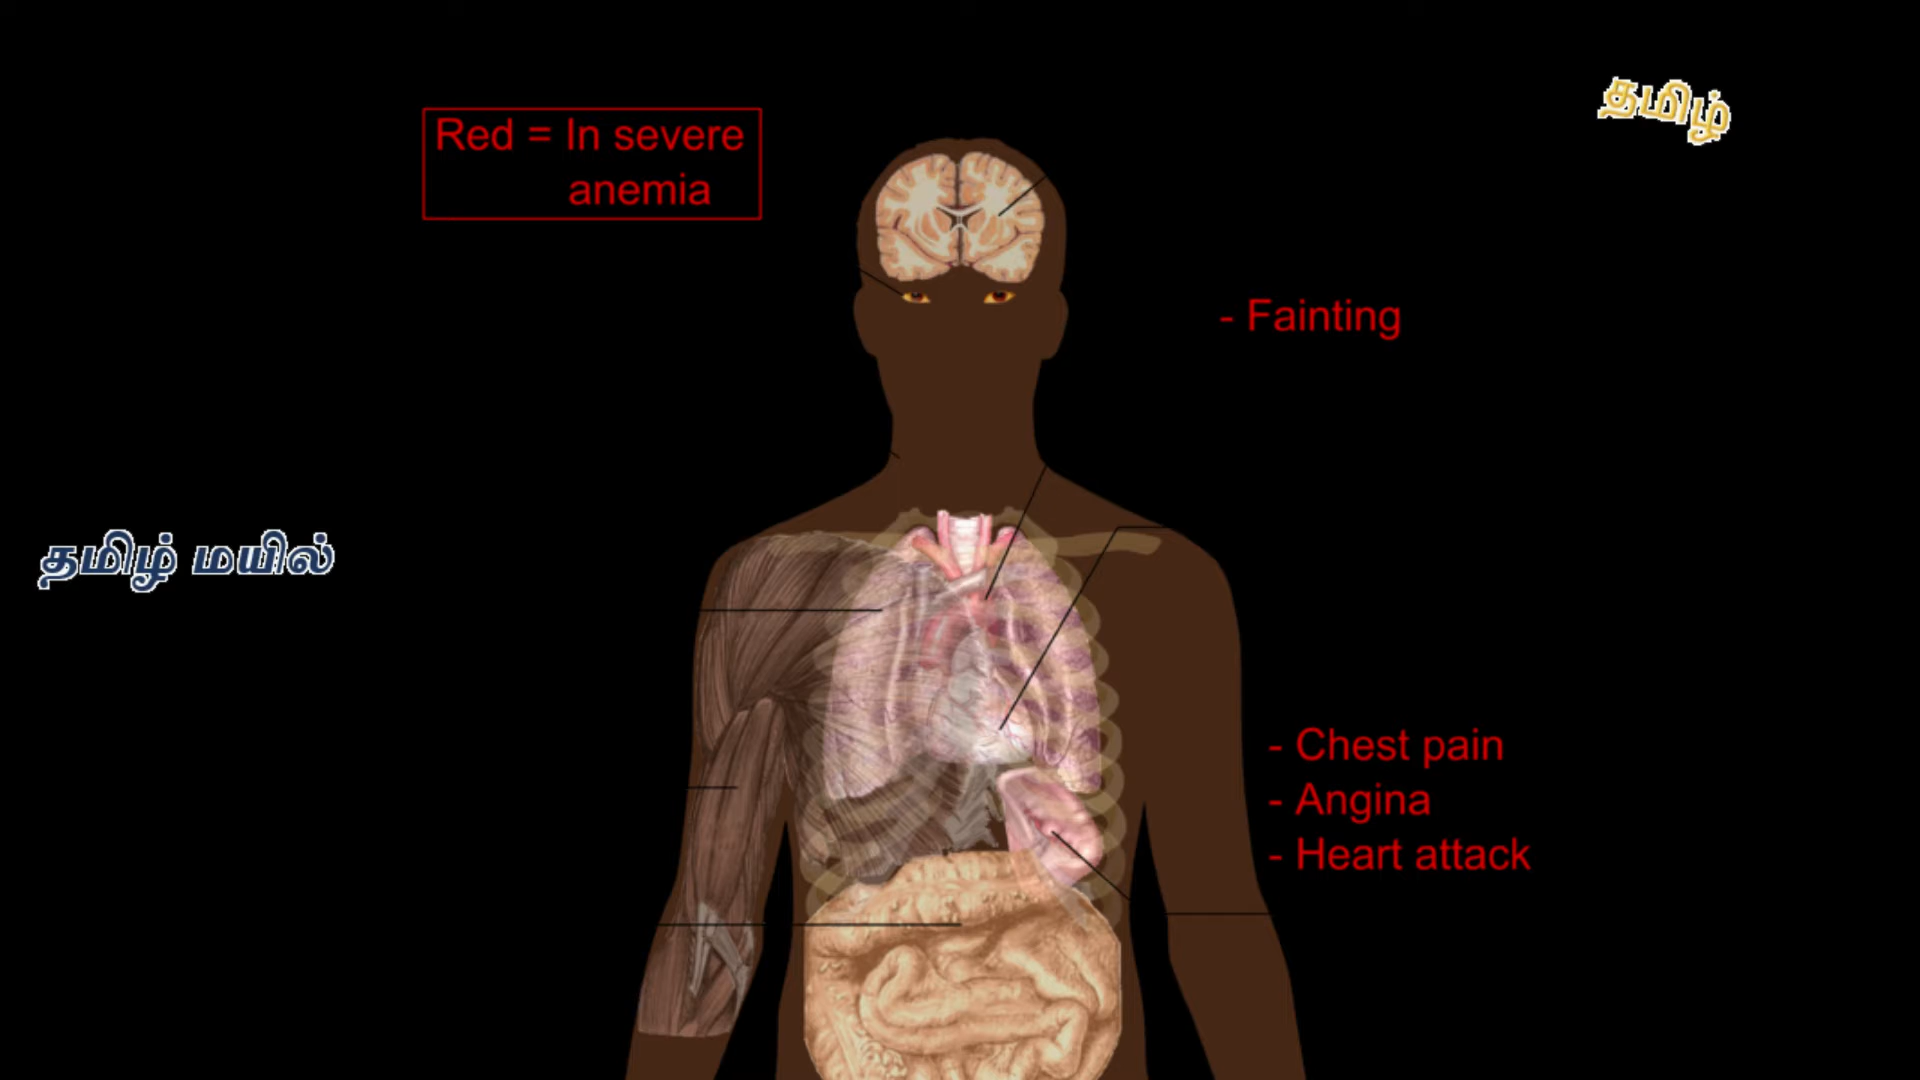 தமிழ்
Red = In severe
anemia
- Fainting
தமிழ் மயில்
- Chest pain
- Angina
- Heart attack